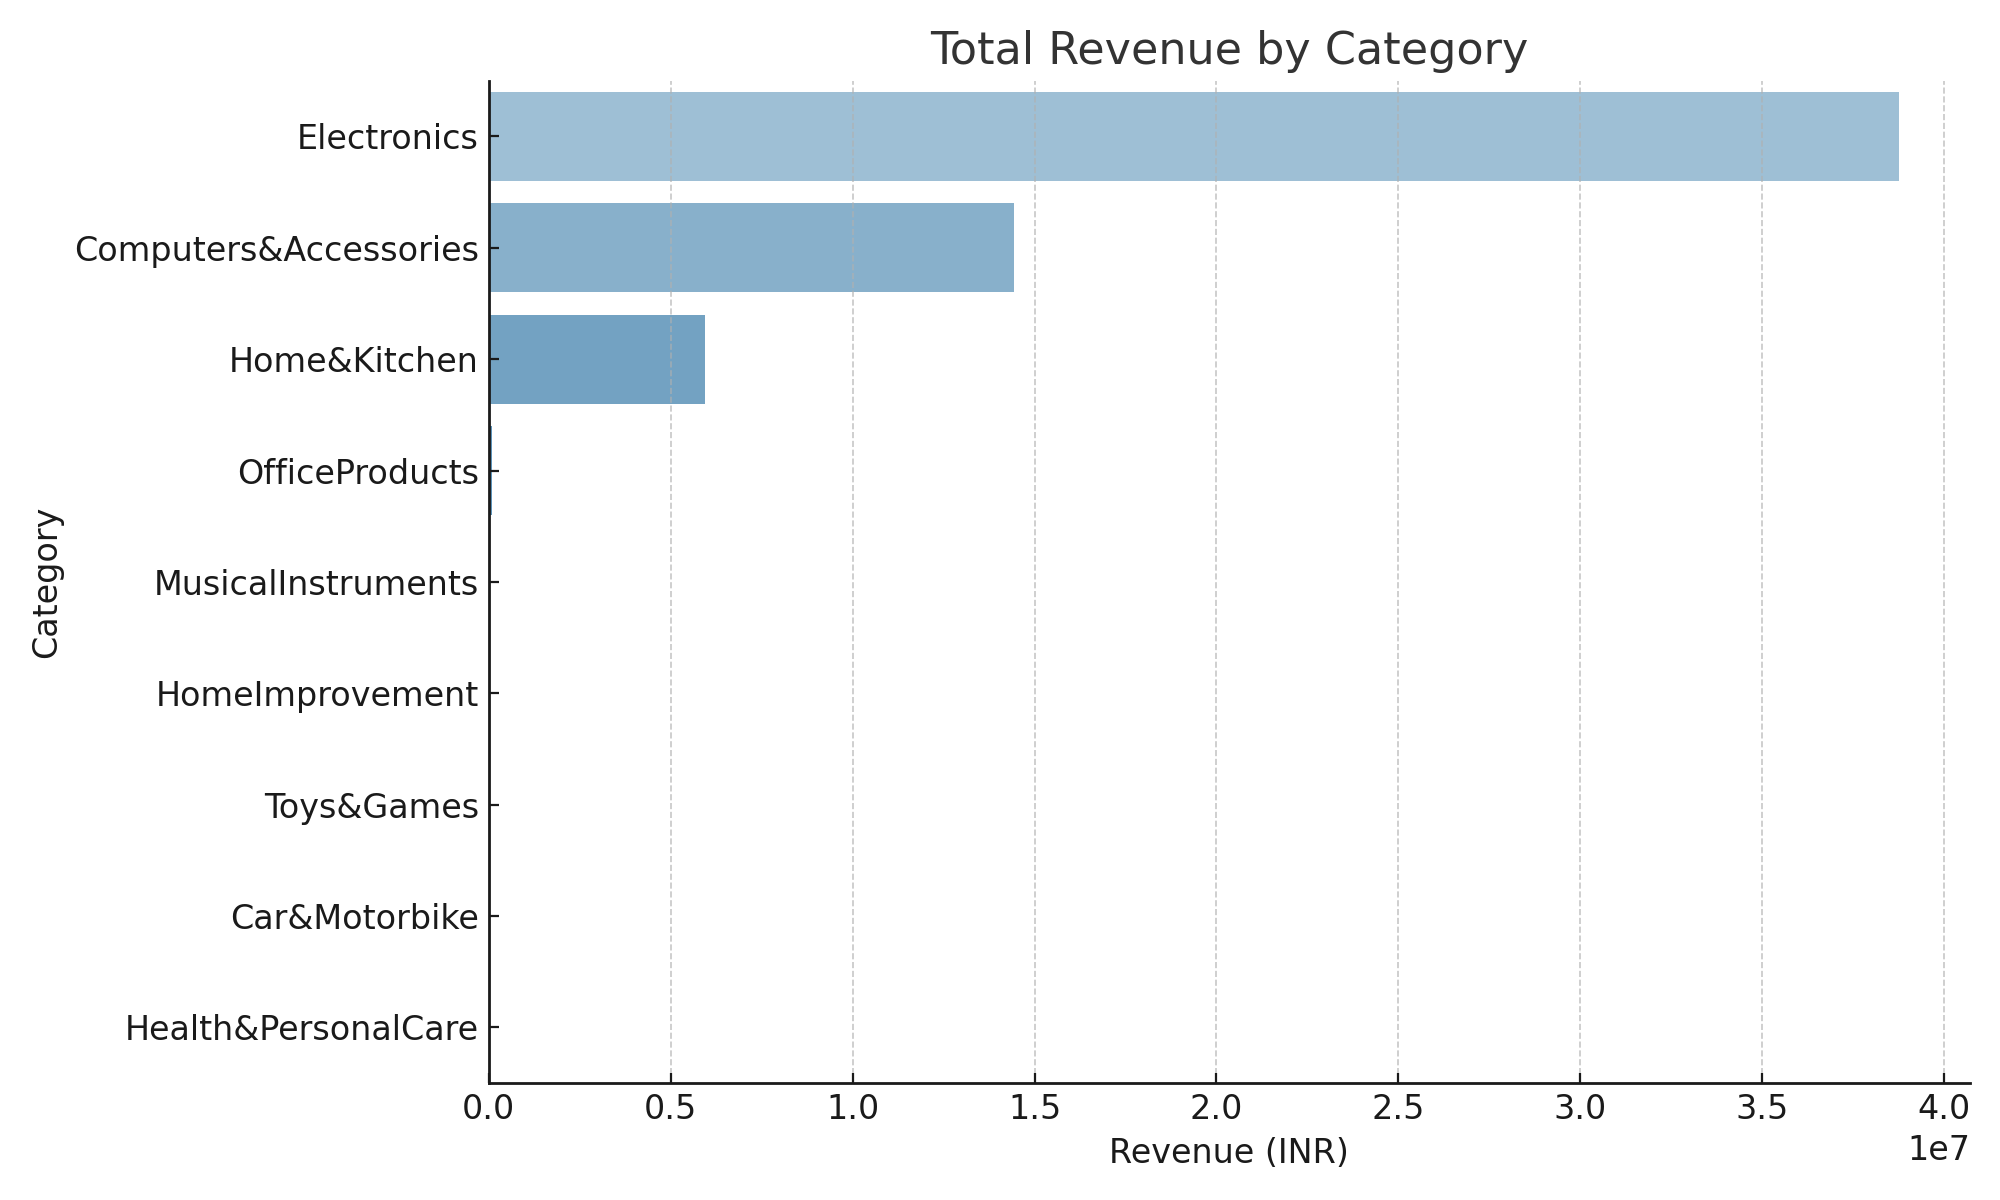 Total Revenue by Category
Electronics
Computers&Accessories
Home&Kitchen
OfficeProducts
MusicalInstruments
HomeImprovement
Toys&Games
Car&Motorbike
Health&PersonalCare
Category
0.0 0.5 1.0 1.5 2.0 2.5 3.0 3.5 4.0
1e7
Revenue (INR)